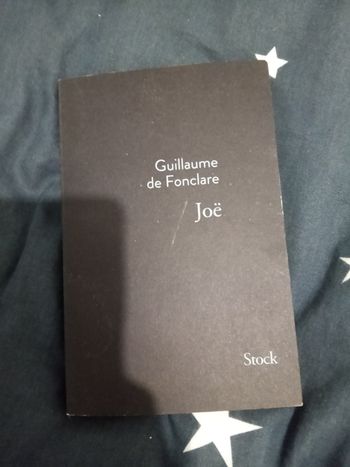 Guillaume
de Fonclare
Joë
Stock